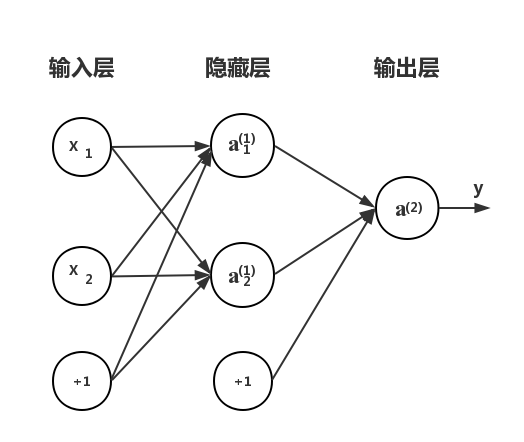 输入层 隐藏层 输出层
x 1
a(1)1
y
a(2)
x 2
a(1)2
+1
+1